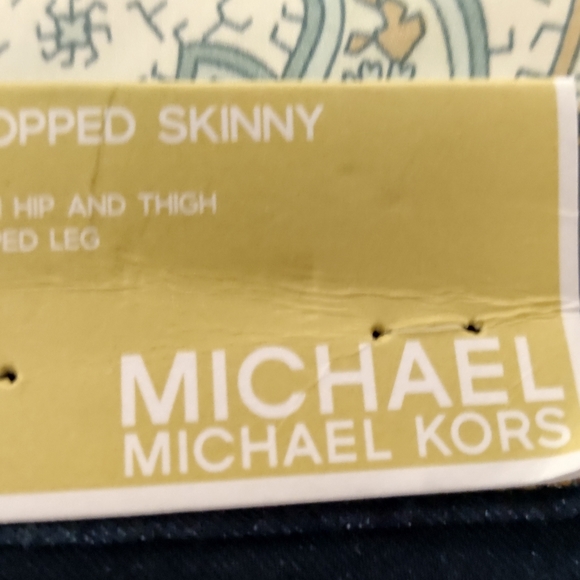 OPPED SKINNY
HIP AND THIGH
PED LEG
MICHAEL
MICHAEL KORS